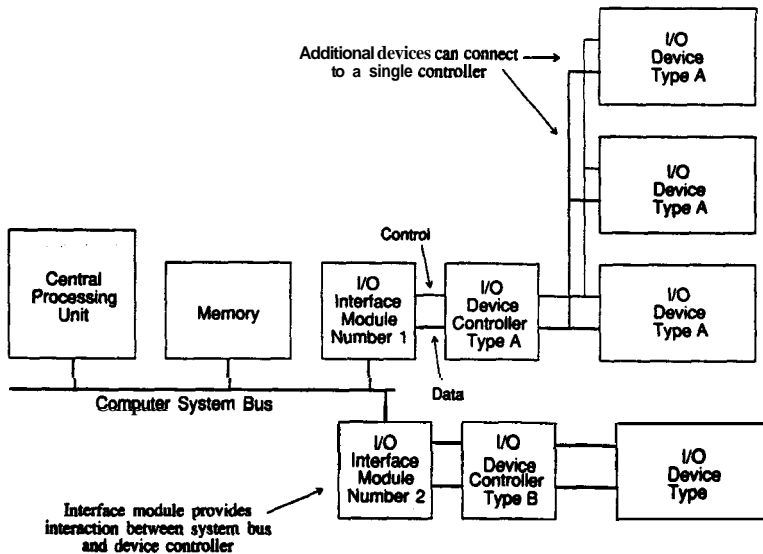 I/O
Device
Type A
Additional devices can connect
to a single controller
I/O
Device
Type A
Control
Central
Processing
Unit
Memory
I/O
Interface
Module
Number 1
I/O
Device
Controller
Type A
I/O
Device
Type A
Data
Computer System Bus
I/O
Interface
Module
Number 2
I/O
Device
Controller
Type B
I/O
Device
Type
Interface module provides
interaction between system bus
and device controller